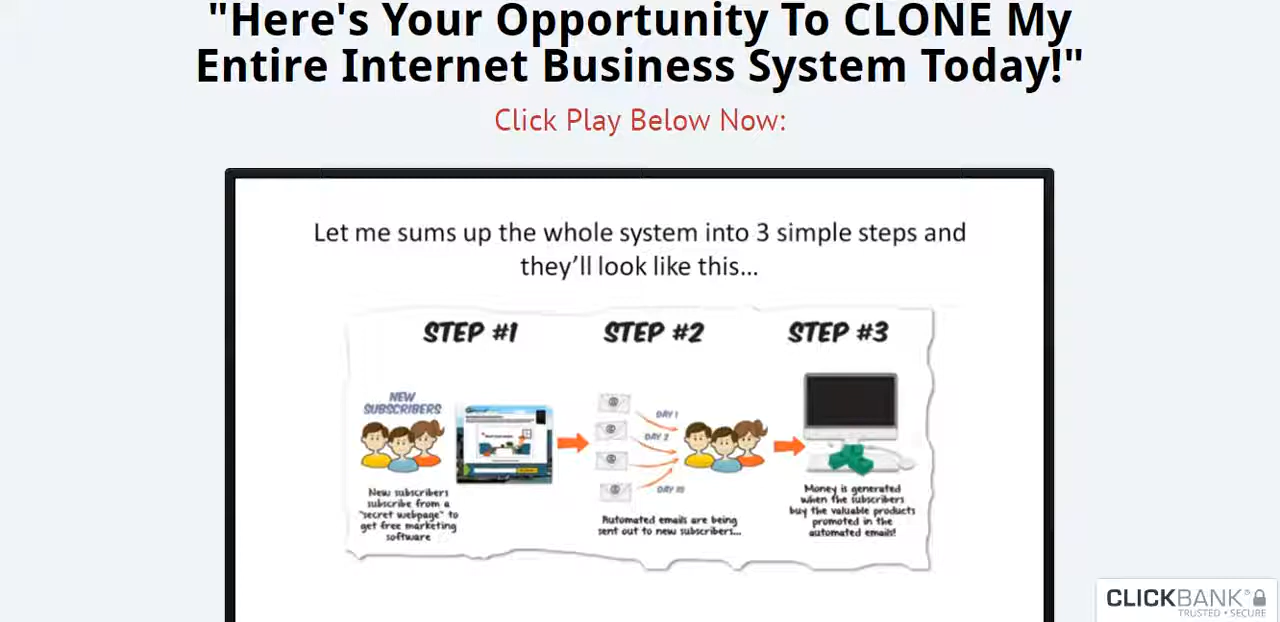 "Here's Your Opportunity To CLONE My
Entire Internet Business System Today!"
Click Play Below Now:
Let me sums up the whole system into 3 simple steps and
they'll look like this...
STEP #1
STEP #2
STEP #3
NEW
SUBSCRIBERS
New subscribers
subscribe from a
"secret webpage" to
get free marketing
software
DAY 1
DAY 2
DAY 111
Automated emails are being
sent out to new subscribers...
Money is generated
when the subscribers
buy the valuable products
promoted in the
automated emails!
CLICKBANK®
TRUSTED • SECURE